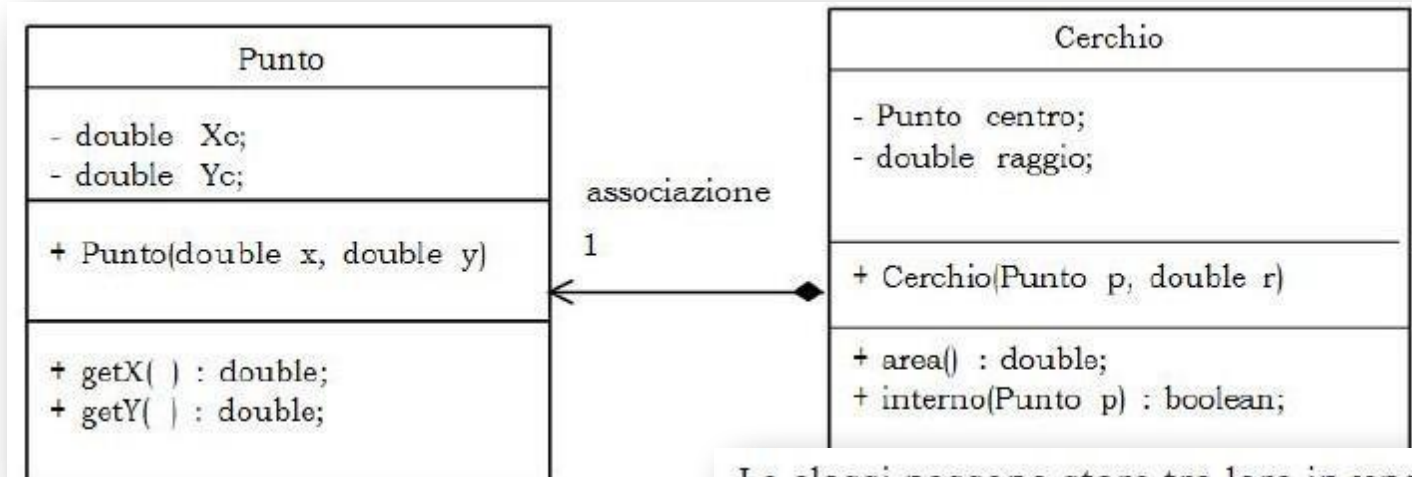 Punto
- double Xc;
- double Yc;
+ Punto(double x, double y)
+ getX( ) : double;
+ getY( ) : double;
associazione
1
Cerchio
- Punto centro;
- double raggio;
+ Cerchio(Punto p, double r)
+ area() : double;
+ interno(Punto p) : boolean;